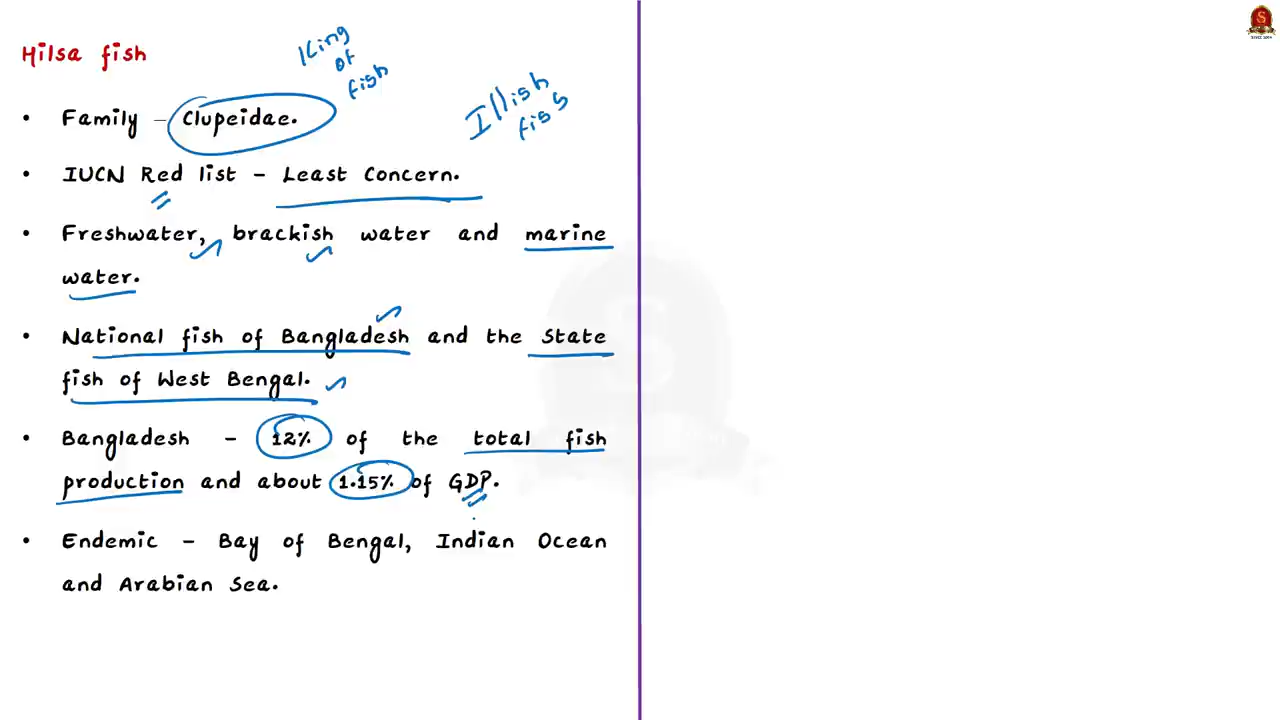 Hilsa fish
King
of
fish
• Family – Clupeidae.
Illish
fiss
• IUCN Red list – Least Concern.
• Freshwater, brackish water and marine
water.
• National fish of Bangladesh and the State
fish of West Bengal.
• Bangladesh – 12% of the total fish
production and about 1.15% of GDP.
• Endemic – Bay of Bengal, Indian Ocean
and Arabian Sea.
S